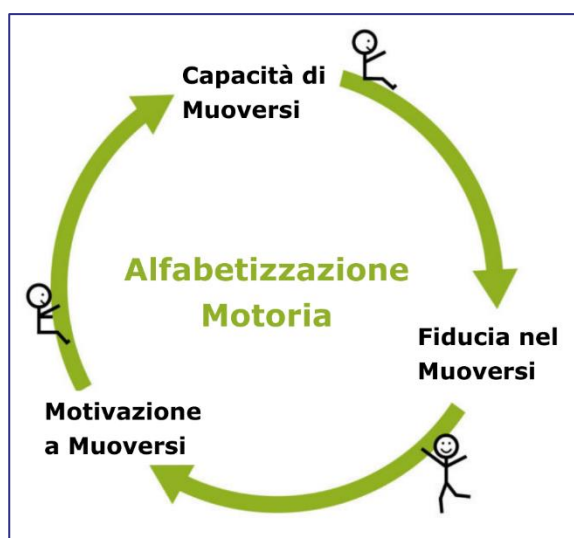 Capacità di
Muoversi
Alfabetizzazione
Motoria
Fiducia nel
Muoversi
Motivazione
a Muoversi